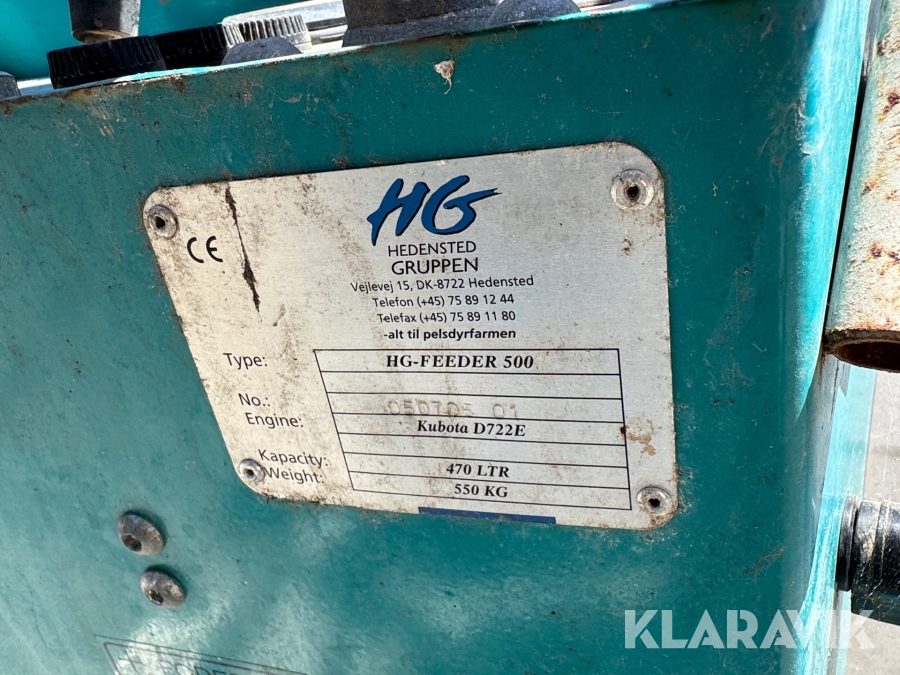 CE
HG
HEDENSTED
GRUPPEN
Vejlevej 15, DK-8722 Hedensted
Telefon (+45) 75 89 12 44
Telefax (+45) 75 89 11 80
-alt til pelsdyrfarmen
Type: HG-FEEDER 500
No.: 050705 01
Engine: Kubota D722E
Kapacity: 470 LTR
Weight: 550 KG
KLARAVIK